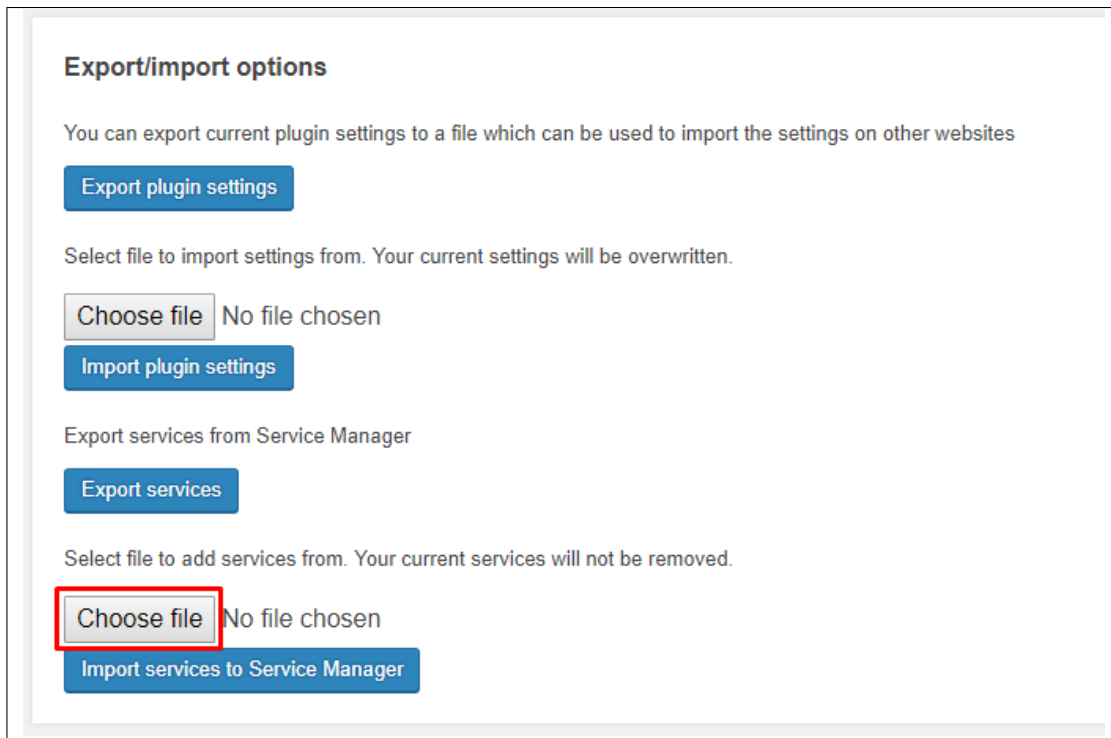 Export/import options
You can export current plugin settings to a file which can be used to import the settings on other websites
Export plugin settings
Select file to import settings from. Your current settings will be overwritten.
Choose file No file chosen
Import plugin settings
Export services from Service Manager
Export services
Select file to add services from. Your current services will not be removed.
Choose file No file chosen
Import services to Service Manager